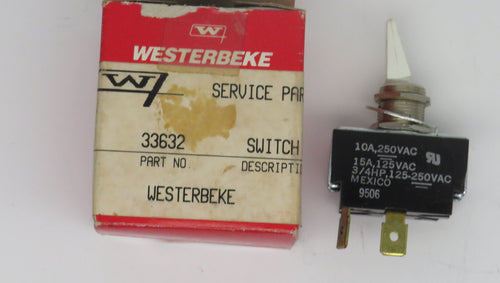 WESTERBEKE
SERVICE PAR
33632 SWITCH
PART NO. DESCRIPTI
WESTERBEKE
10A,250VAC
15A,125VAC
3/4HP,125-250VAC
MEXICO
9506